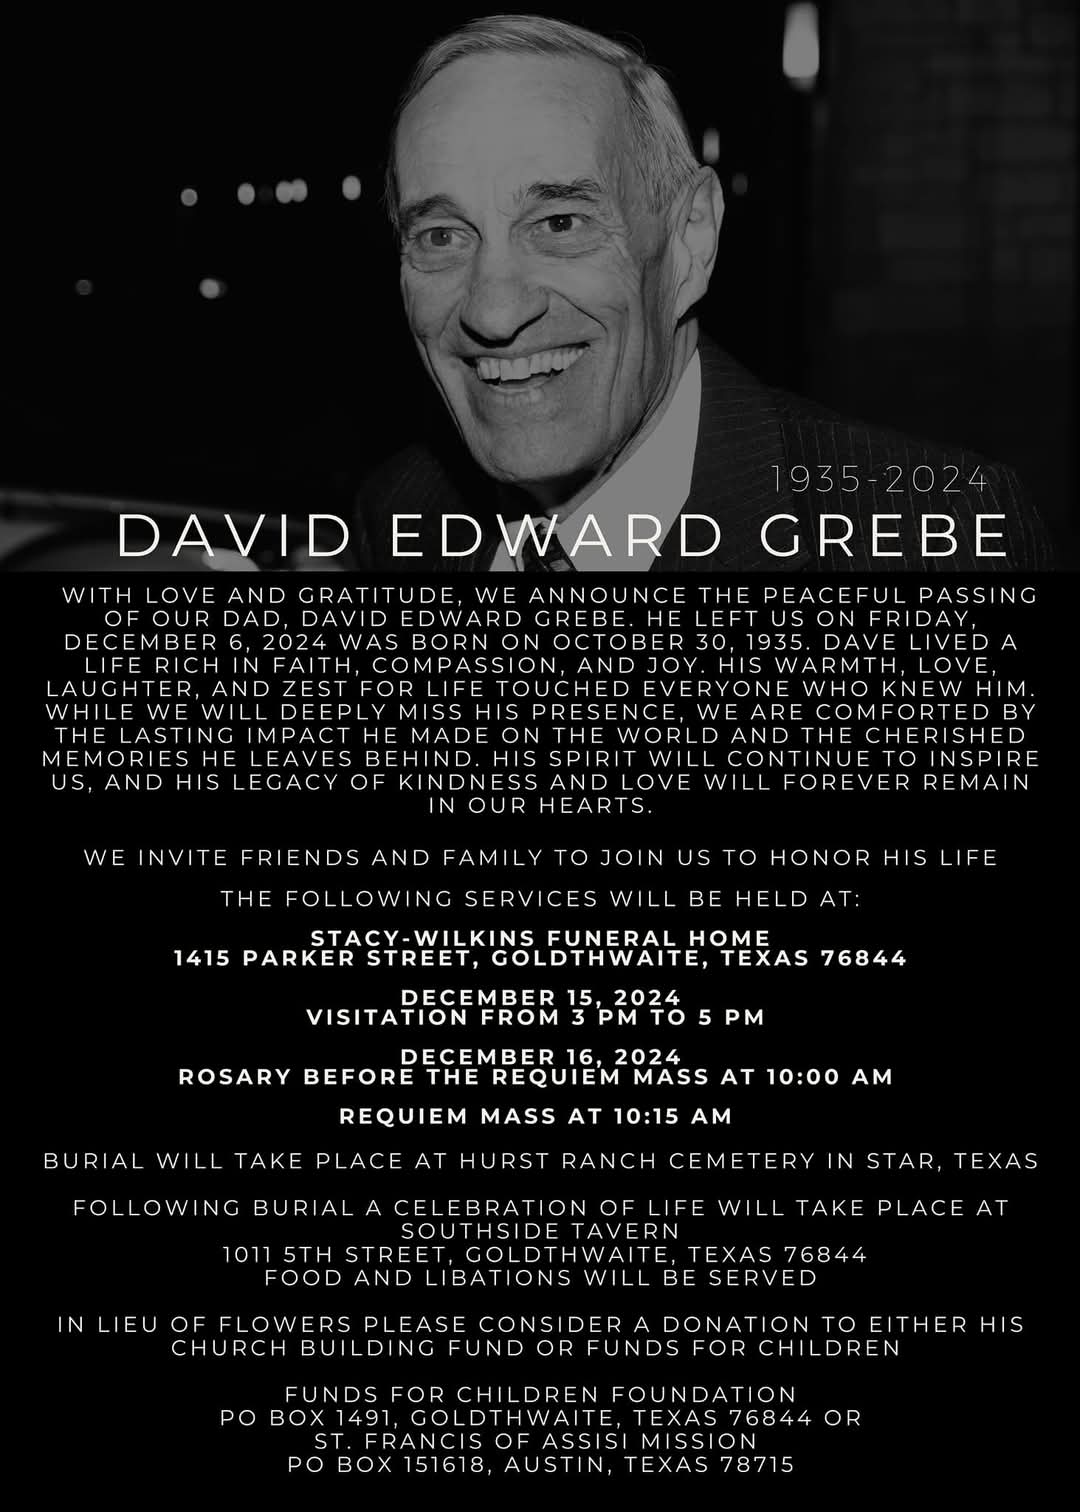 1935-2024
DAVID EDWARD GREBE
WITH LOVE AND GRATITUDE, WE ANNOUNCE THE PEACEFUL PASSING
OF OUR DAD, DAVID EDWARD GREBE. HE LEFT US ON FRIDAY,
DECEMBER 6, 2024 WAS BORN ON OCTOBER 30, 1935. DAVE LIVED A
LIFE RICH IN FAITH, COMPASSION, AND JOY. HIS WARMTH, LOVE,
LAUGHTER, AND ZEST FOR LIFE TOUCHED EVERYONE WHO KNEW HIM.
WHILE WE WILL DEEPLY MISS HIS PRESENCE, WE ARE COMFORTED BY
THE LASTING IMPACT HE MADE ON THE WORLD AND THE CHERISHED
MEMORIES HE LEAVES BEHIND. HIS SPIRIT WILL CONTINUE TO INSPIRE
US, AND HIS LEGACY OF KINDNESS AND LOVE WILL FOREVER REMAIN
IN OUR HEARTS.
WE INVITE FRIENDS AND FAMILY TO JOIN US TO HONOR HIS LIFE
THE FOLLOWING SERVICES WILL BE HELD AT:
STACY-WILKINS FUNERAL HOME
1415 PARKER STREET, GOLDTHWAITE, TEXAS 76844
DECEMBER 15, 2024
VISITATION FROM 3 PM TO 5 PM
DECEMBER 16, 2024
ROSARY BEFORE THE REQUIEM MASS AT 10:00 AM
REQUIEM MASS AT 10:15 AM
BURIAL WILL TAKE PLACE AT HURST RANCH CEMETERY IN STAR, TEXAS
FOLLOWING BURIAL A CELEBRATION OF LIFE WILL TAKE PLACE AT
SOUTHSIDE TAVERN
1011 5TH STREET, GOLDTHWAITE, TEXAS 76844
FOOD AND LIBATIONS WILL BE SERVED
IN LIEU OF FLOWERS PLEASE CONSIDER A DONATION TO EITHER HIS
CHURCH BUILDING FUND OR FUNDS FOR CHILDREN
FUNDS FOR CHILDREN FOUNDATION
PO BOX 1491, GOLDTHWAITE, TEXAS 76844 OR
ST. FRANCIS OF ASSISI MISSION
PO BOX 151618, AUSTIN, TEXAS 78715